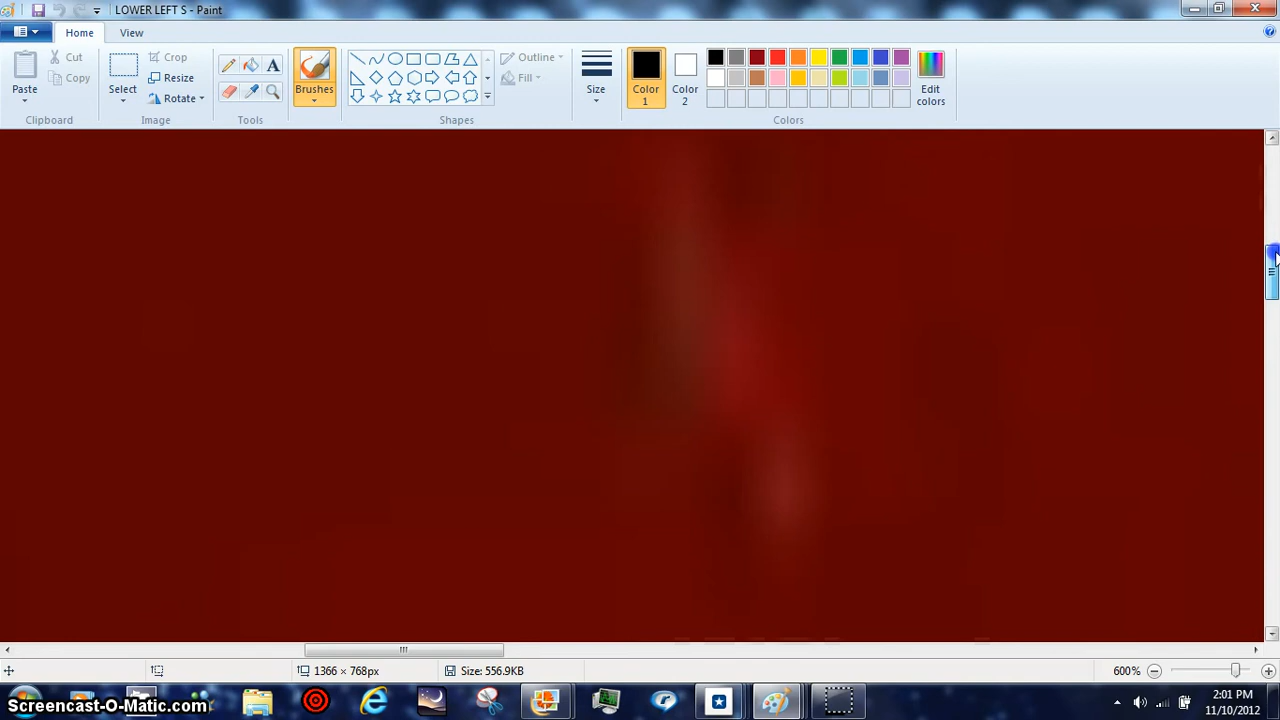 LOWER LEFT S - Paint
Home
View
Paste
Cut
Copy
Clipboard
Select
Crop
Resize
Rotate
Image
A
Tools
Brushes
Outline
Fill
Shapes
Size
Color 1
Color 2
Edit colors
Colors
1366 × 768px
Size: 556.9KB
600%
Screencast-O-Matic.com
2:01 PM
11/10/2012